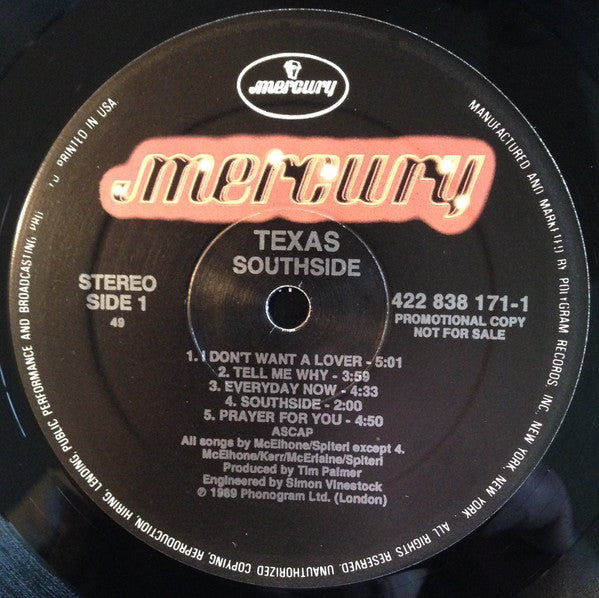 mercury
mercury
TEXAS
SOUTHSIDE
STEREO
SIDE 1
49
422 838 171-1
PROMOTIONAL COPY
NOT FOR SALE
1. I DON'T WANT A LOVER - 5:01
2. TELL ME WHY - 3:59
3. EVERYDAY NOW - 4:33
4. SOUTHSIDE - 2:00
5. PRAYER FOR YOU - 4:50
ASCAP
All songs by McElhone/Spiteri except 4.
McElhone/Kerr/McErlaine/Spiteri
Produced by Tim Palmer
Engineered by Simon Vinestock
℗ 1989 Phonogram Ltd. (London)
MANUFACTURED AND MARKETED BY POLYGRAM RECORDS, INC. NEW YORK, NEW YORK. ALL RIGHTS RESERVED. UNAUTHORIZED COPYING, REPRODUCTION HIRING, LENDING, PUBLIC PERFORMANCE AND BROADCASTING PRINTED IN USA